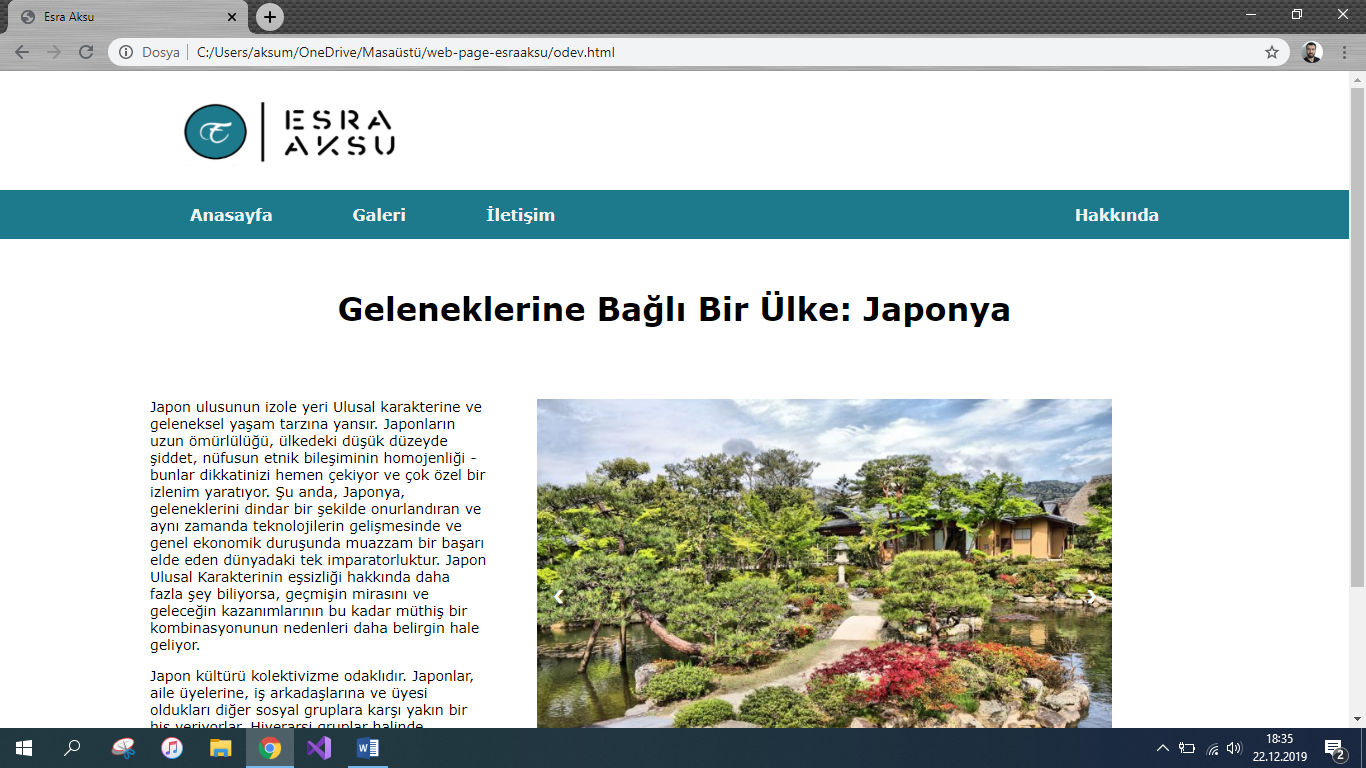 Esra Aksu
Dosya
C:/Users/aksum/OneDrive/Masaüstü/web-page-esraaksu/odev.html
E
ESRA
AKSU
Anasayfa
Galeri
İletişim
Hakkında
Geleneklerine Bağlı Bir Ülke: Japonya
Japon ulusunun izole yeri Ulusal karakterine ve
geleneksel yaşam tarzına yansır. Japonların
uzun ömürlülüğü, ülkedeki düşük düzeyde
şiddet, nüfusun etnik bileşiminin homojenliği -
bunlar dikkatinizi hemen çekiyor ve çok özel bir
izlenim yaratıyor. Şu anda, Japonya,
geleneklerini dindar bir şekilde onurlandıran ve
aynı zamanda teknolojilerin gelişmesinde ve
genel ekonomik duruşunda muazzam bir başarı
elde eden dünyadaki tek imparatorluktur. Japon
Ulusal Karakterinin eşsizliği hakkında daha
fazla şey biliyorsa, geçmişin mirasını ve
geleceğin kazanımlarının bu kadar müthiş bir
kombinasyonunun nedenleri daha belirgin hale
geliyor.
Japon kültürü kolektivizme odaklıdır. Japonlar,
aile üyelerine, iş arkadaşlarına ve üyesi
oldukları diğer sosyal gruplara karşı yakın bir
his veriyorlar. Hiyerarşi gruplar halinde
18:35
22.12.2019
2